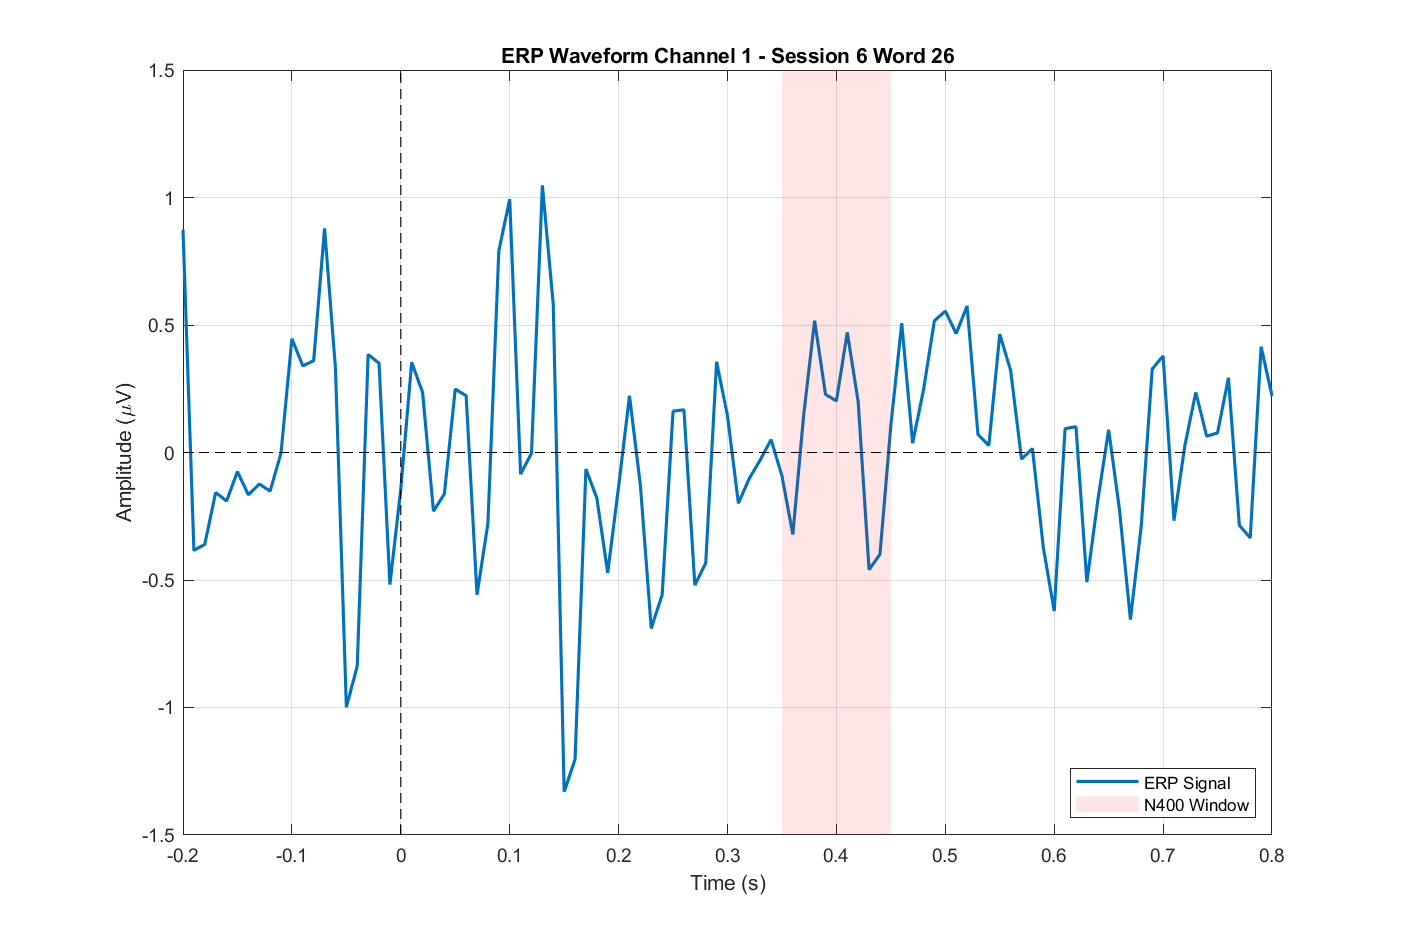 ERP Waveform Channel 1 - Session 6 Word 26
1.5
1
0.5
0
-0.5
-1
-1.5
Amplitude (μV)
-0.2 -0.1 0 0.1 0.2 0.3 0.4 0.5 0.6 0.7 0.8
Time (s)
ERP Signal
N400 Window